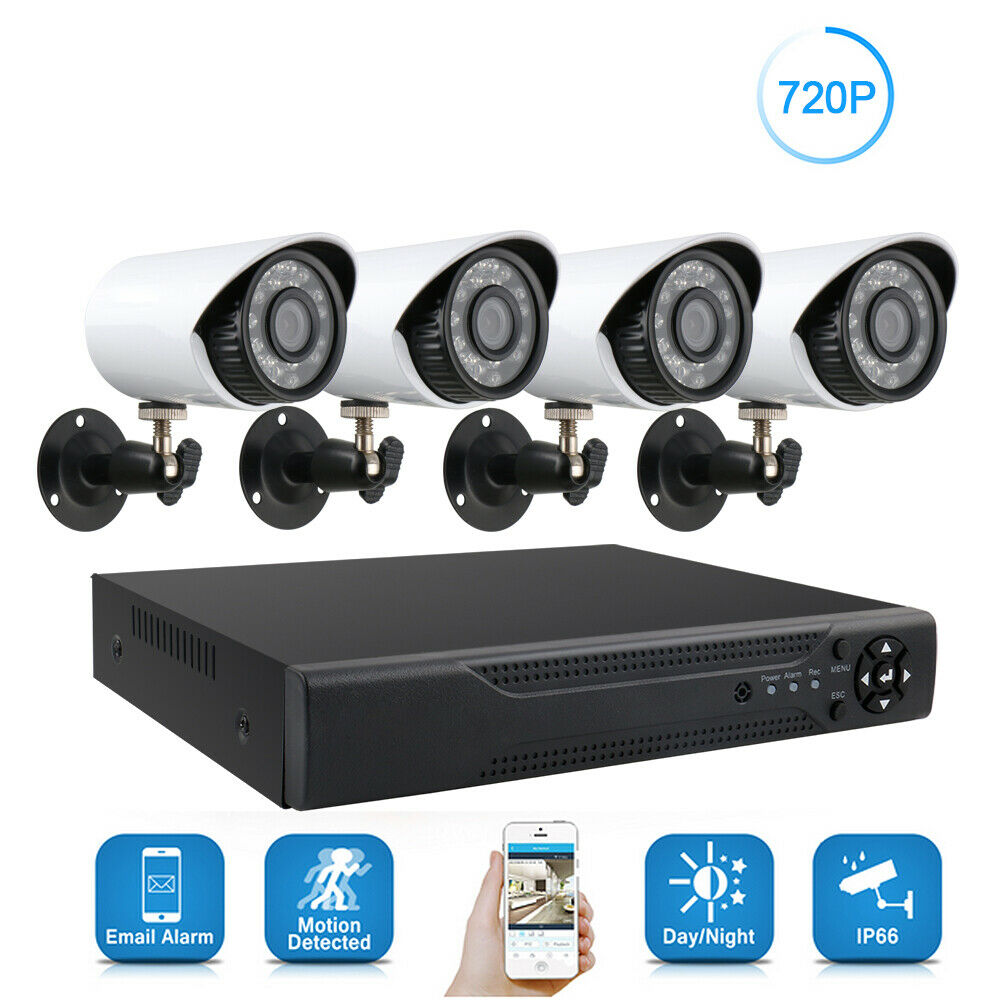 720P
MENU
Power Alarm Rec
ESC
Email Alarm
Motion
Detected
Day/Night
IP66